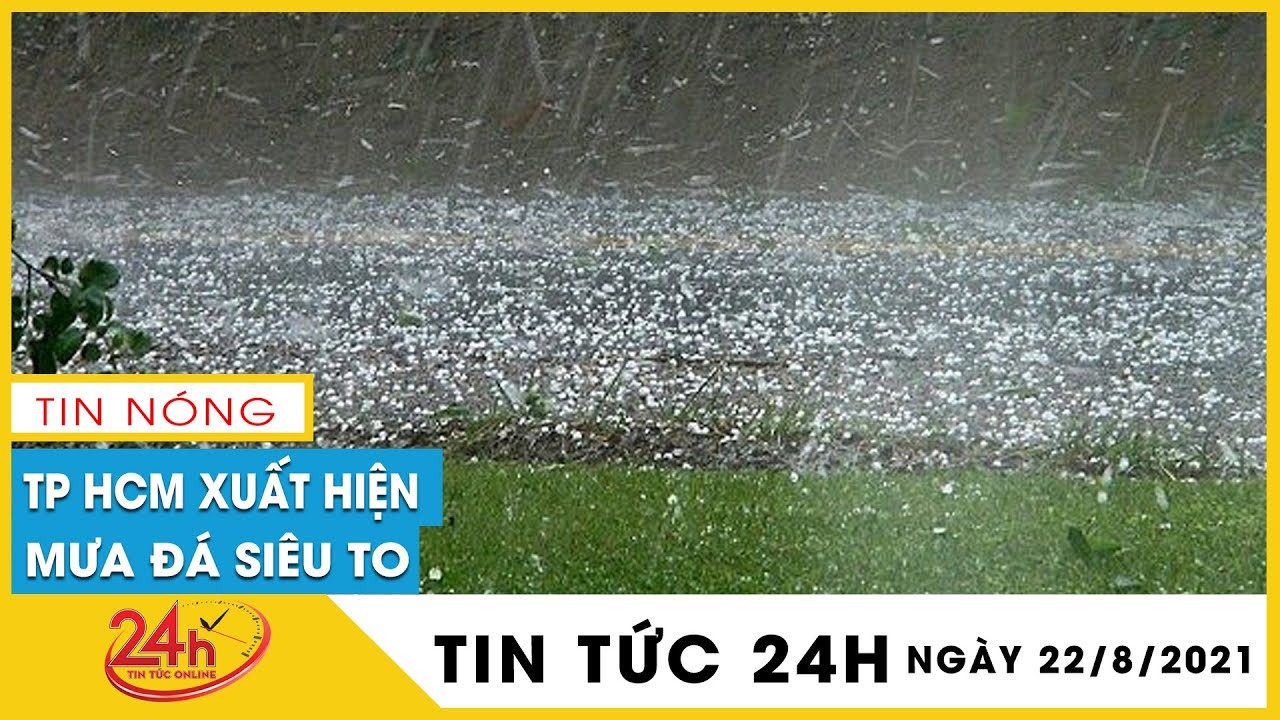 TIN NÓNG
TP HCM XUẤT HIỆN
MƯA ĐÁ SIÊU TO
24h
TIN TỨC ONLINE
TIN TỨC 24H NGÀY 22/8/2021